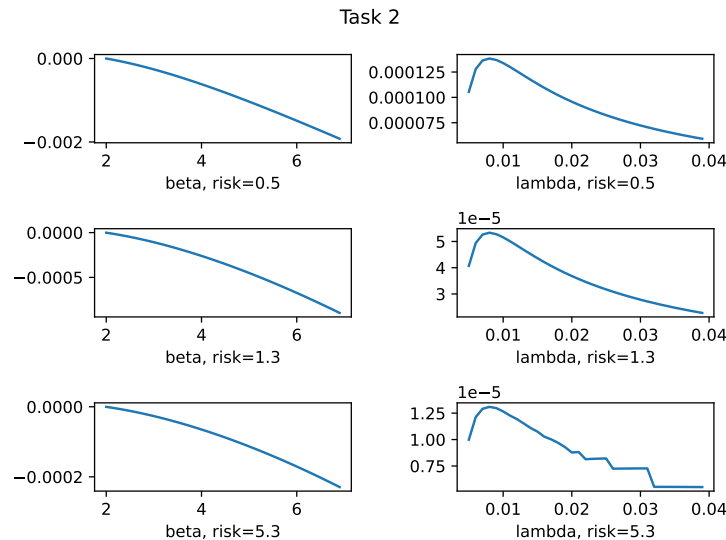 Task 2
0.000
−0.002
2 4 6
beta, risk=0.5
0.000125
0.000100
0.000075
0.01 0.02 0.03 0.04
lambda, risk=0.5
0.0000
−0.0005
2 4 6
beta, risk=1.3
1e−5
5
4
3
0.01 0.02 0.03 0.04
lambda, risk=1.3
0.0000
−0.0002
2 4 6
beta, risk=5.3
1e−5
1.25
1.00
0.75
0.01 0.02 0.03 0.04
lambda, risk=5.3